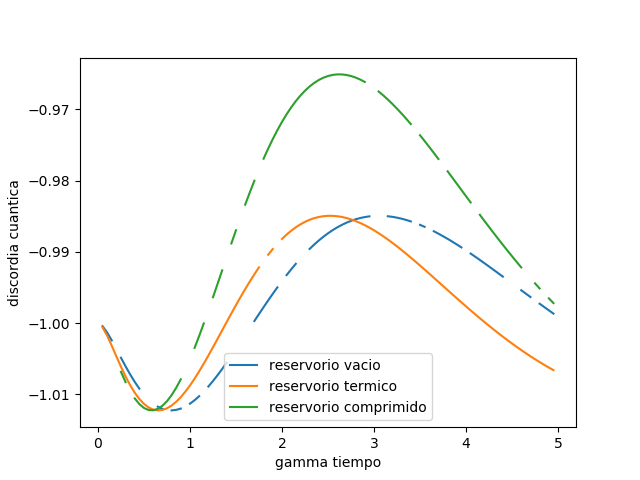 discordia cuantica
−0.97
−0.98
−0.99
−1.00
−1.01
reservorio vacio
reservorio termico
reservorio comprimido
0 1 2 3 4 5
gamma tiempo